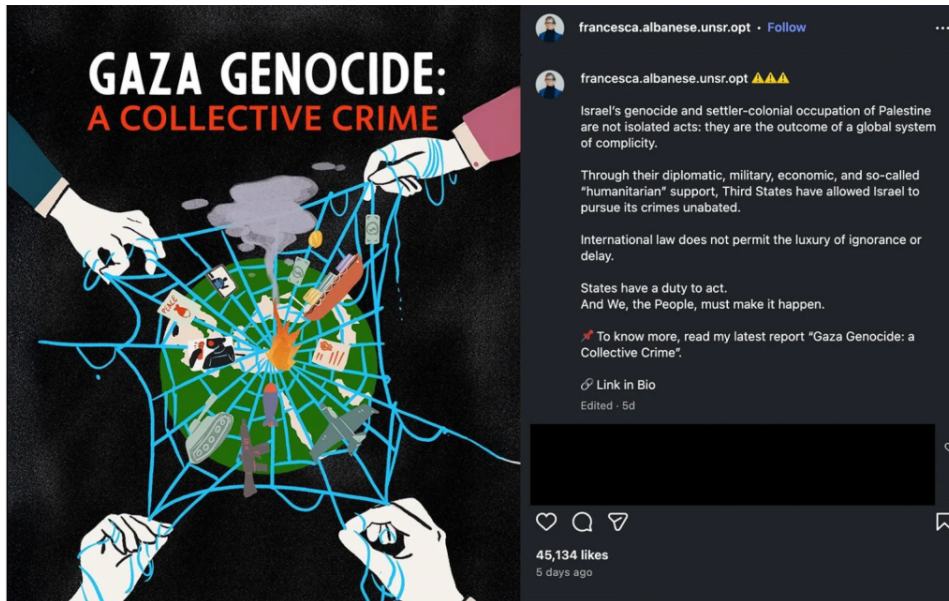 GAZA GENOCIDE:
A COLLECTIVE CRIME
PEACE
francesca.albanese.unsr.opt • Follow
francesca.albanese.unsr.opt ⚠️⚠️⚠️
Israel's genocide and settler-colonial occupation of Palestine
are not isolated acts: they are the outcome of a global system
of complicity.
Through their diplomatic, military, economic, and so-called
"humanitarian" support, Third States have allowed Israel to
pursue its crimes unabated.
International law does not permit the luxury of ignorance or
delay.
States have a duty to act.
And We, the People, must make it happen.
📌 To know more, read my latest report "Gaza Genocide: a
Collective Crime".
🔗 Link in Bio
Edited · 5d
45,134 likes
5 days ago